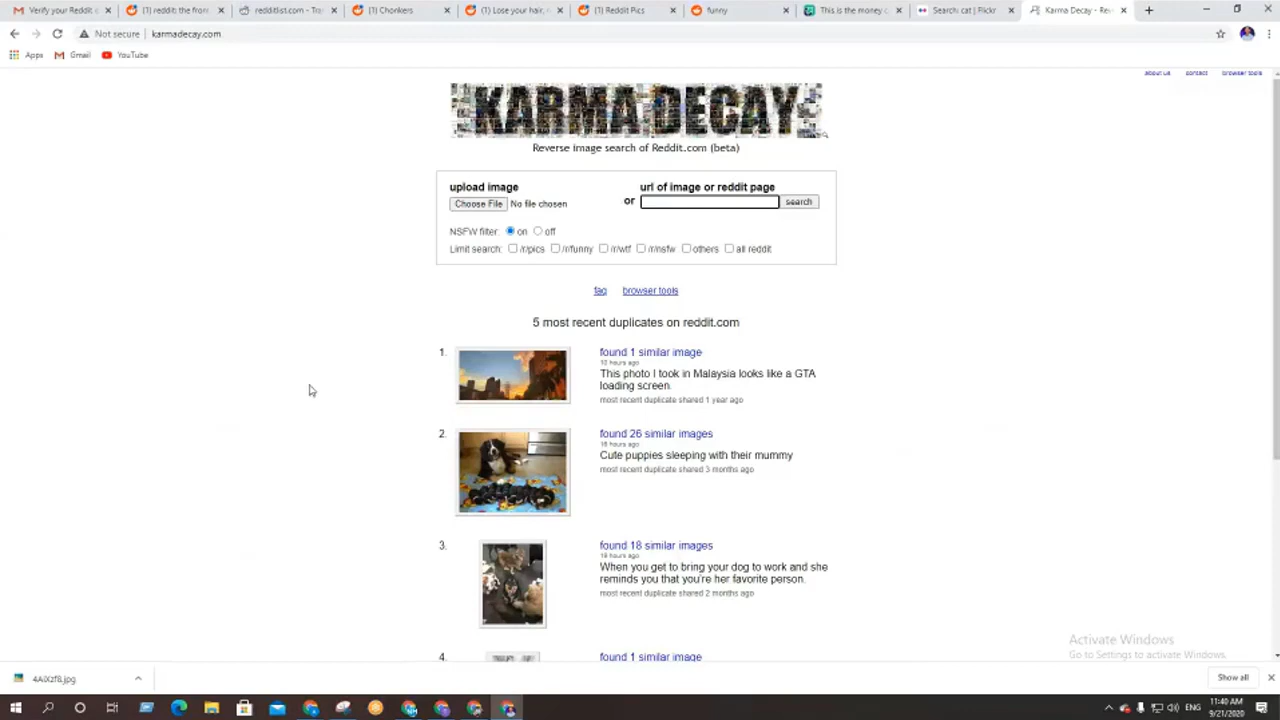 Verify your Reddit e
(1) reddit: the fron
redditlist.com - Tra
(1) Chonkers
(1) Lose your hair, n
(1) Reddit Pics
funny
This is the money c
Search: cat | Flickr
Karma Decay - Rev
Not secure | karmadecay.com
Apps Gmail YouTube
about us contact browser tools
KARMA DECAY
Reverse image search of Reddit.com (beta)
upload image
Choose File No file chosen
or
url of image or reddit page
search
NSFW filter: on off
Limit search: /r/pics /r/funny /r/wtf /r/nsfw others all reddit
faq browser tools
5 most recent duplicates on reddit.com
1. found 1 similar image
This photo I took in Malaysia looks like a GTA
loading screen.
most recent duplicate shared 1 year ago
2. found 26 similar images
Cute puppies sleeping with their mummy
most recent duplicate shared 3 months ago
3. found 18 similar images
When you get to bring your dog to work and she
reminds you that you're her favorite person.
most recent duplicate shared 2 months ago
4. found 1 similar image
Activate Windows
Go to Settings to activate Windows.
Show all
11:40 AM
9/21/2020